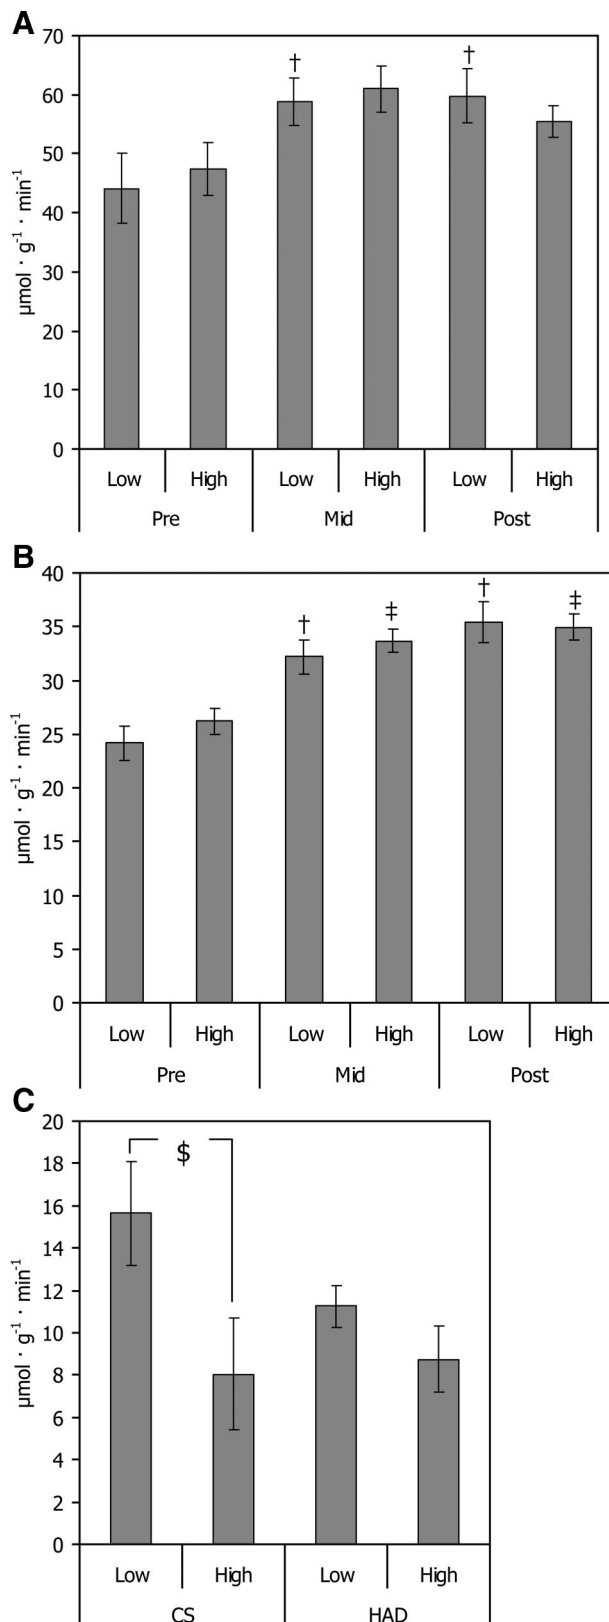 A
70
† †
60
50
40
30
20
10
0
µmol · g⁻¹ · min⁻¹
Low High Low High Low High
Pre Mid Post
B
40
† ‡ † ‡
35
30
25
20
15
10
5
0
µmol · g⁻¹ · min⁻¹
Low High Low High Low High
Pre Mid Post
C
20
18
$
16
14
12
10
8
6
4
2
0
µmol · g⁻¹ · min⁻¹
Low High Low High
CS HAD